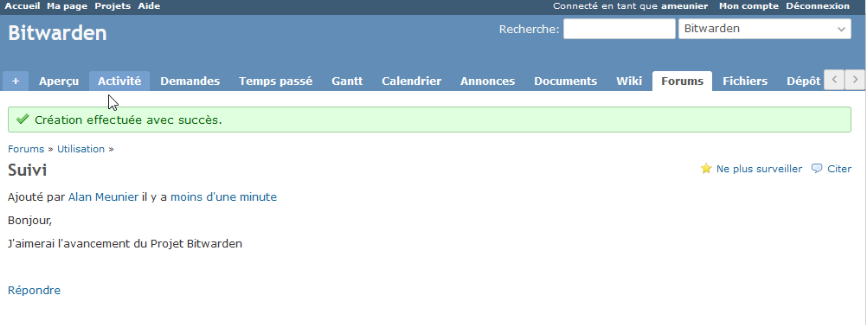 Accueil Ma page Projets Aide Connecté en tant que ameunier Mon compte Déconnexion
Bitwarden Recherche: Bitwarden
+ Aperçu Activité Demandes Temps passé Gantt Calendrier Annonces Documents Wiki Forums Fichiers Dépôt
Création effectuée avec succès.
Forums » Utilisation »
Suivi Ne plus surveiller Citer
Ajouté par Alan Meunier il y a moins d'une minute
Bonjour,
J'aimerai l'avancement du Projet Bitwarden
Répondre